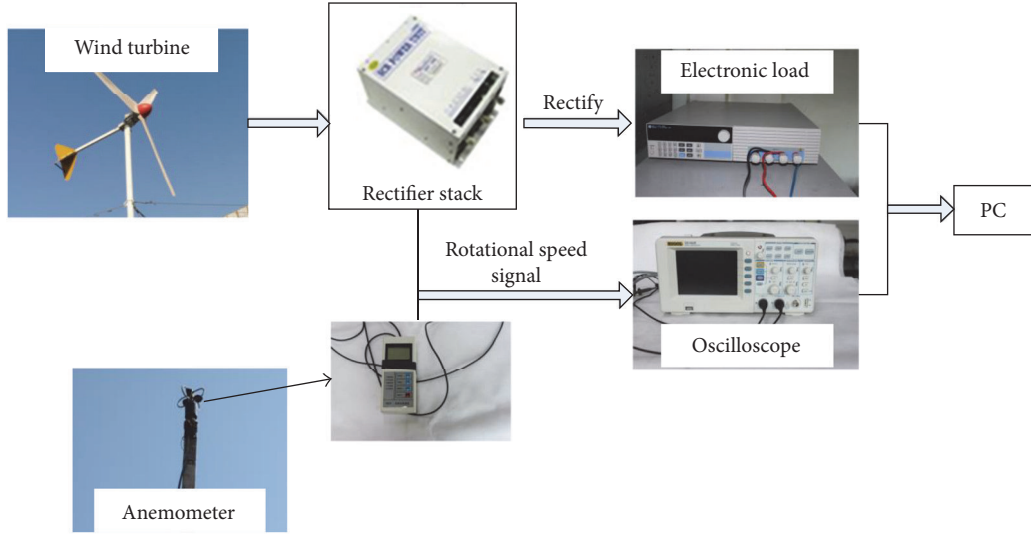 Wind turbine
Rectifier stack
Rectify
Electronic load
PC
Rotational speed
signal
Oscilloscope
Anemometer